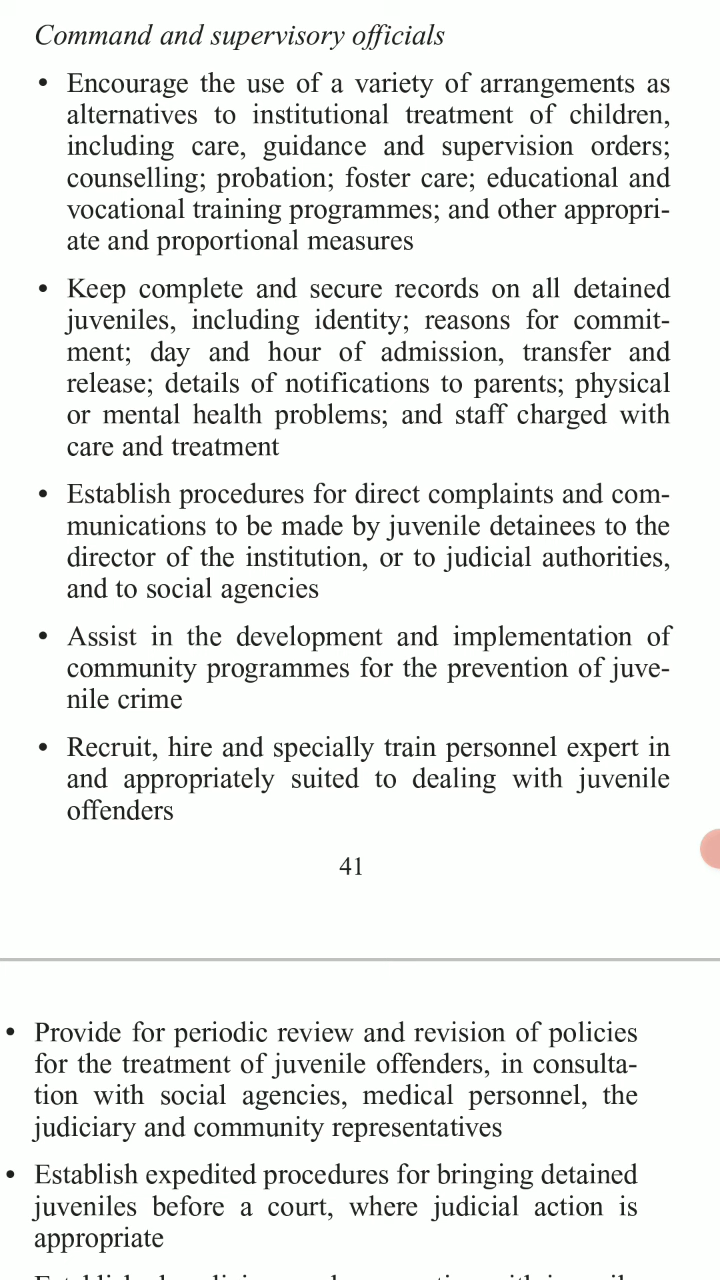 Command and supervisory officials
• Encourage the use of a variety of arrangements as
alternatives to institutional treatment of children,
including care, guidance and supervision orders;
counselling; probation; foster care; educational and
vocational training programmes; and other appropri-
ate and proportional measures
• Keep complete and secure records on all detained
juveniles, including identity; reasons for commit-
ment; day and hour of admission, transfer and
release; details of notifications to parents; physical
or mental health problems; and staff charged with
care and treatment
• Establish procedures for direct complaints and com-
munications to be made by juvenile detainees to the
director of the institution, or to judicial authorities,
and to social agencies
• Assist in the development and implementation of
community programmes for the prevention of juve-
nile crime
• Recruit, hire and specially train personnel expert in
and appropriately suited to dealing with juvenile
offenders
41
• Provide for periodic review and revision of policies
for the treatment of juvenile offenders, in consulta-
tion with social agencies, medical personnel, the
judiciary and community representatives
• Establish expedited procedures for bringing detained
juveniles before a court, where judicial action is
appropriate